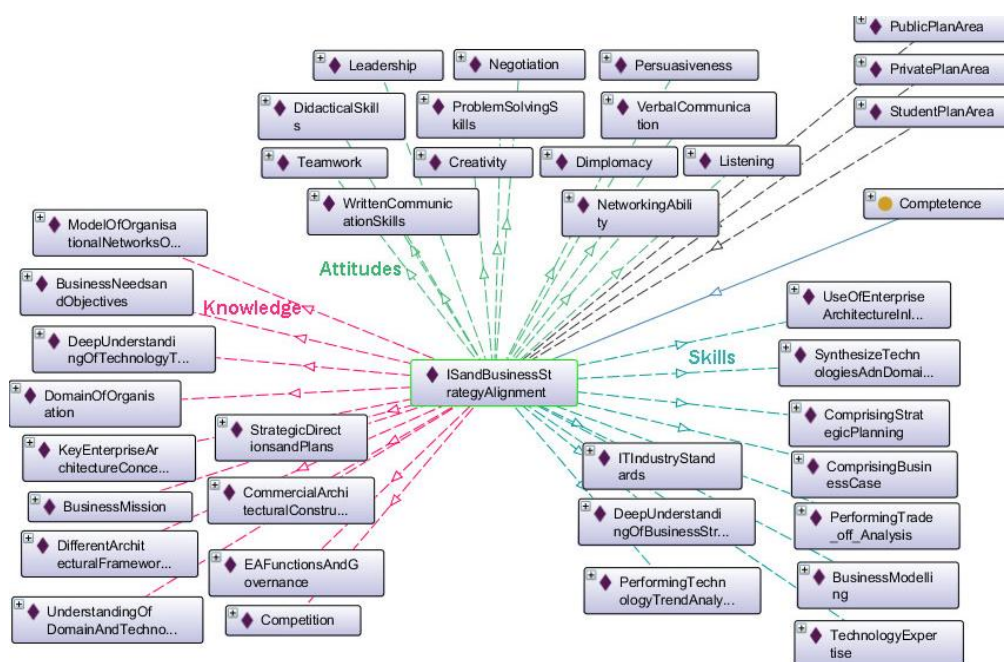 PublicPlanArea
Leadership
Negotiation
Persuasiveness
PrivatePlanArea
DidacticalSkill
s
ProblemSolvingS
kills
VerbalCommunica
tion
StudentPlanArea
Teamwork
Creativity
Dimplomacy
Listening
WrittenCommunic
ationSkills
NetworkingAbili
ty
Comptetence
ModelOfOrganis
ationalNetworksO...
Attitudes
BusinessNeedsan
dObjectives
Knowledge
UseOfEnterprise
ArchitectureInI...
DeepUnderstandi
ngOfTechnologyT...
Skills
SynthesizeTechn
ologiesAdnDomai...
ISandBusinessSt
rategyAlignment
DomainOfOrganis
ation
ComprisingStrat
egicPlanning
StrategicDirect
ionsandPlans
KeyEnterpriseAr
chitectureConce...
ITIndustryStand
ards
ComprisingBusin
essCase
BusinessMission
CommercialArchi
tecturalConstru...
DeepUnderstandi
ngOfBusinessStr...
PerformingTrade
_off_Analysis
DifferentArchit
ecturalFramewor...
EAFunctionsAndG
overnance
PerformingTechn
ologyTrendAnaly...
BusinessModelli
ng
UnderstandingOf
DomainAndTechno...
Competition
TechnologyExper
tise